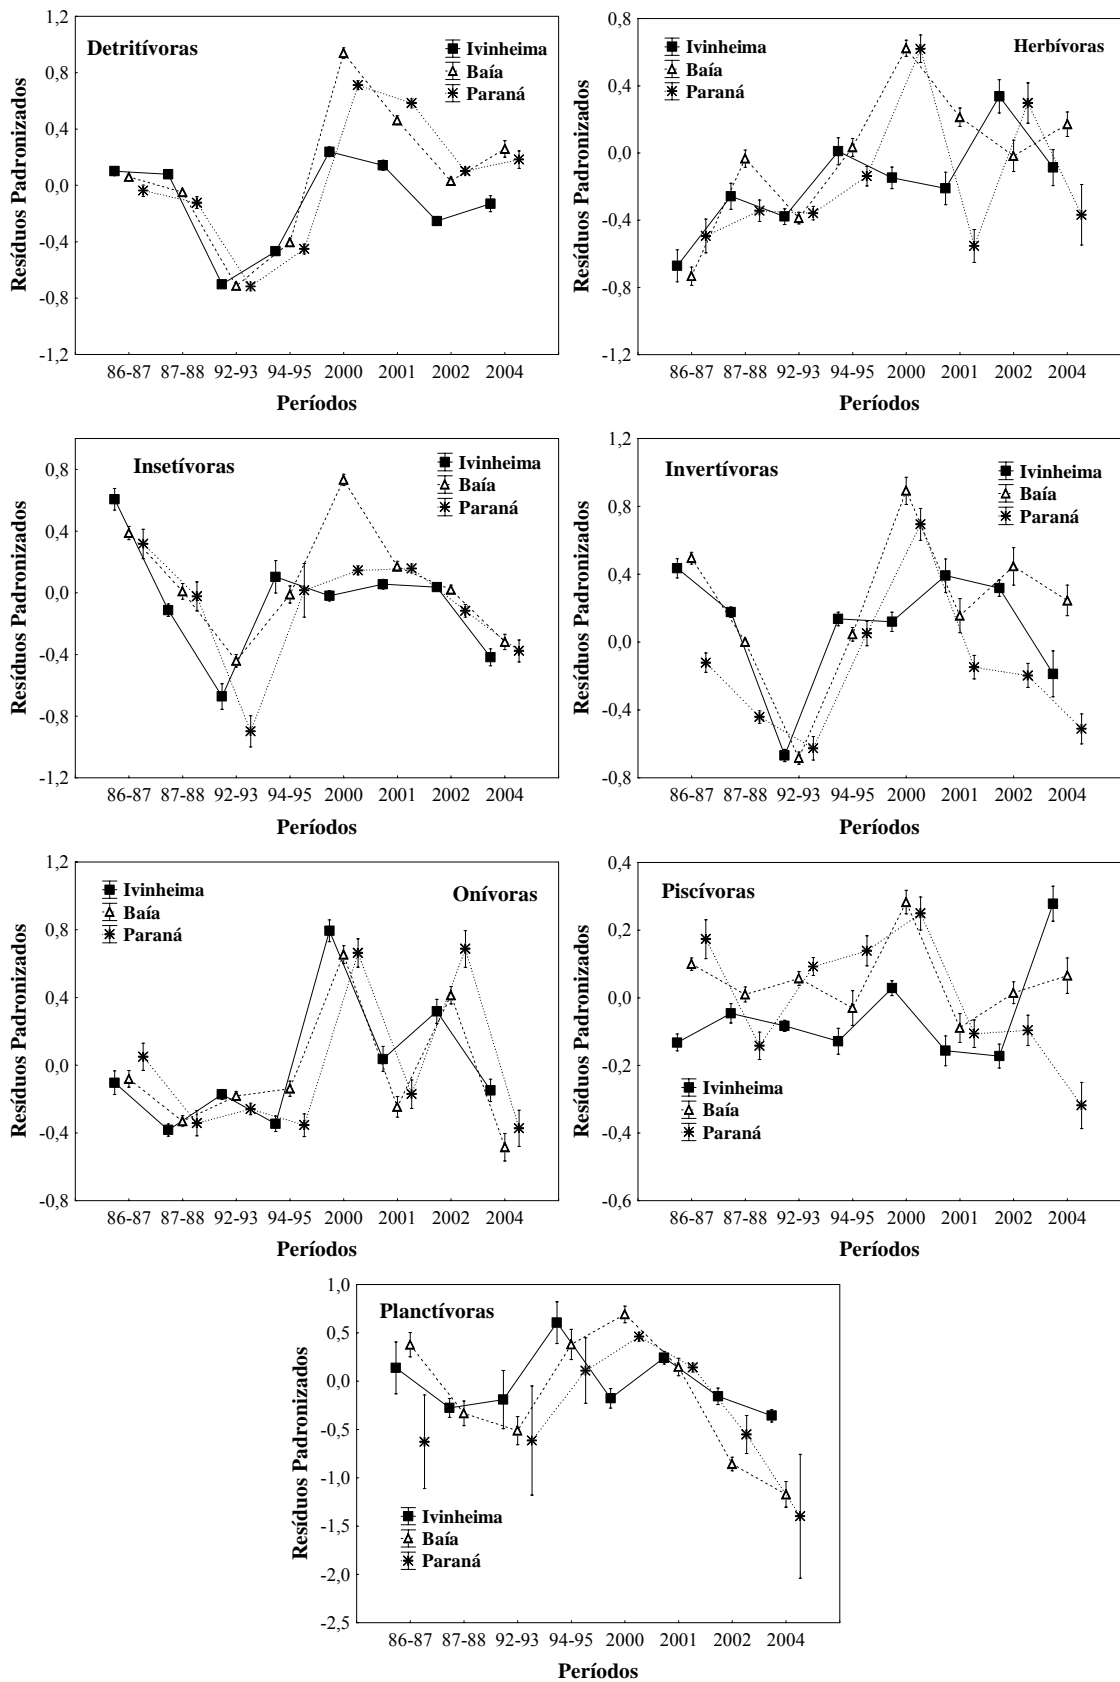 Detritívoras
Ivinheima
Baía
Paraná
Resíduos Padronizados
1,2
0,8
0,4
0,0
-0,4
-0,8
-1,2
86-87 87-88 92-93 94-95 2000 2001 2002 2004
Períodos
Herbívoras
Ivinheima
Baía
Paraná
Resíduos Padronizados
0,8
0,4
0,0
-0,4
-0,8
-1,2
86-87 87-88 92-93 94-95 2000 2001 2002 2004
Períodos
Insetívoras
Ivinheima
Baía
Paraná
Resíduos Padronizados
0,8
0,4
0,0
-0,4
-0,8
-1,2
86-87 87-88 92-93 94-95 2000 2001 2002 2004
Períodos
Invertívoras
Ivinheima
Baía
Paraná
Resíduos Padronizados
1,2
0,8
0,4
0,0
-0,4
-0,8
86-87 87-88 92-93 94-95 2000 2001 2002 2004
Períodos
Onívoras
Ivinheima
Baía
Paraná
Resíduos Padronizados
1,2
0,8
0,4
0,0
-0,4
-0,8
86-87 87-88 92-93 94-95 2000 2001 2002 2004
Períodos
Piscívoras
Ivinheima
Baía
Paraná
Resíduos Padronizados
0,4
0,2
0,0
-0,2
-0,4
-0,6
86-87 87-88 92-93 94-95 2000 2001 2002 2004
Períodos
Planctívoras
Ivinheima
Baía
Paraná
Resíduos Padronizados
1,0
0,5
0,0
-0,5
-1,0
-1,5
-2,0
-2,5
86-87 87-88 92-93 94-95 2000 2001 2002 2004
Períodos